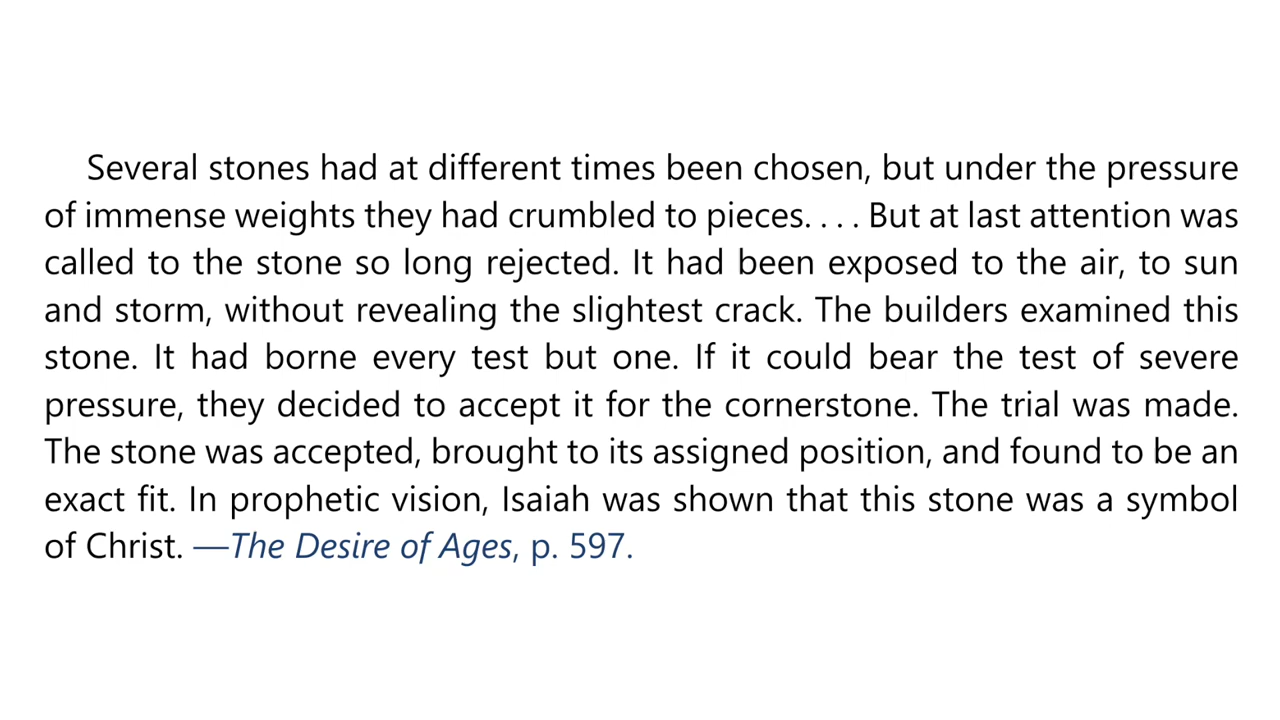 Several stones had at different times been chosen, but under the pressure
of immense weights they had crumbled to pieces. . . . But at last attention was
called to the stone so long rejected. It had been exposed to the air, to sun
and storm, without revealing the slightest crack. The builders examined this
stone. It had borne every test but one. If it could bear the test of severe
pressure, they decided to accept it for the cornerstone. The trial was made.
The stone was accepted, brought to its assigned position, and found to be an
exact fit. In prophetic vision, Isaiah was shown that this stone was a symbol
of Christ. —The Desire of Ages, p. 597.